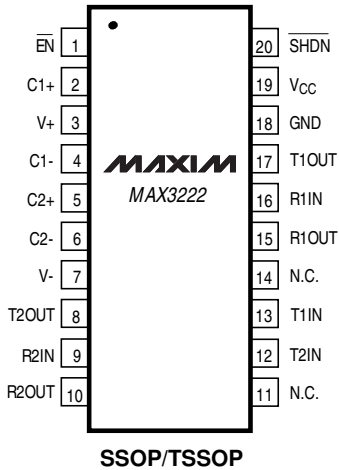 EN 1
C1+ 2
V+ 3
C1- 4
C2+ 5
C2- 6
V- 7
T2OUT 8
R2IN 9
R2OUT 10
MAXIM
MAX3222
20 SHDN
19 VCC
18 GND
17 T1OUT
16 R1IN
15 R1OUT
14 N.C.
13 T1IN
12 T2IN
11 N.C.
SSOP/TSSOP